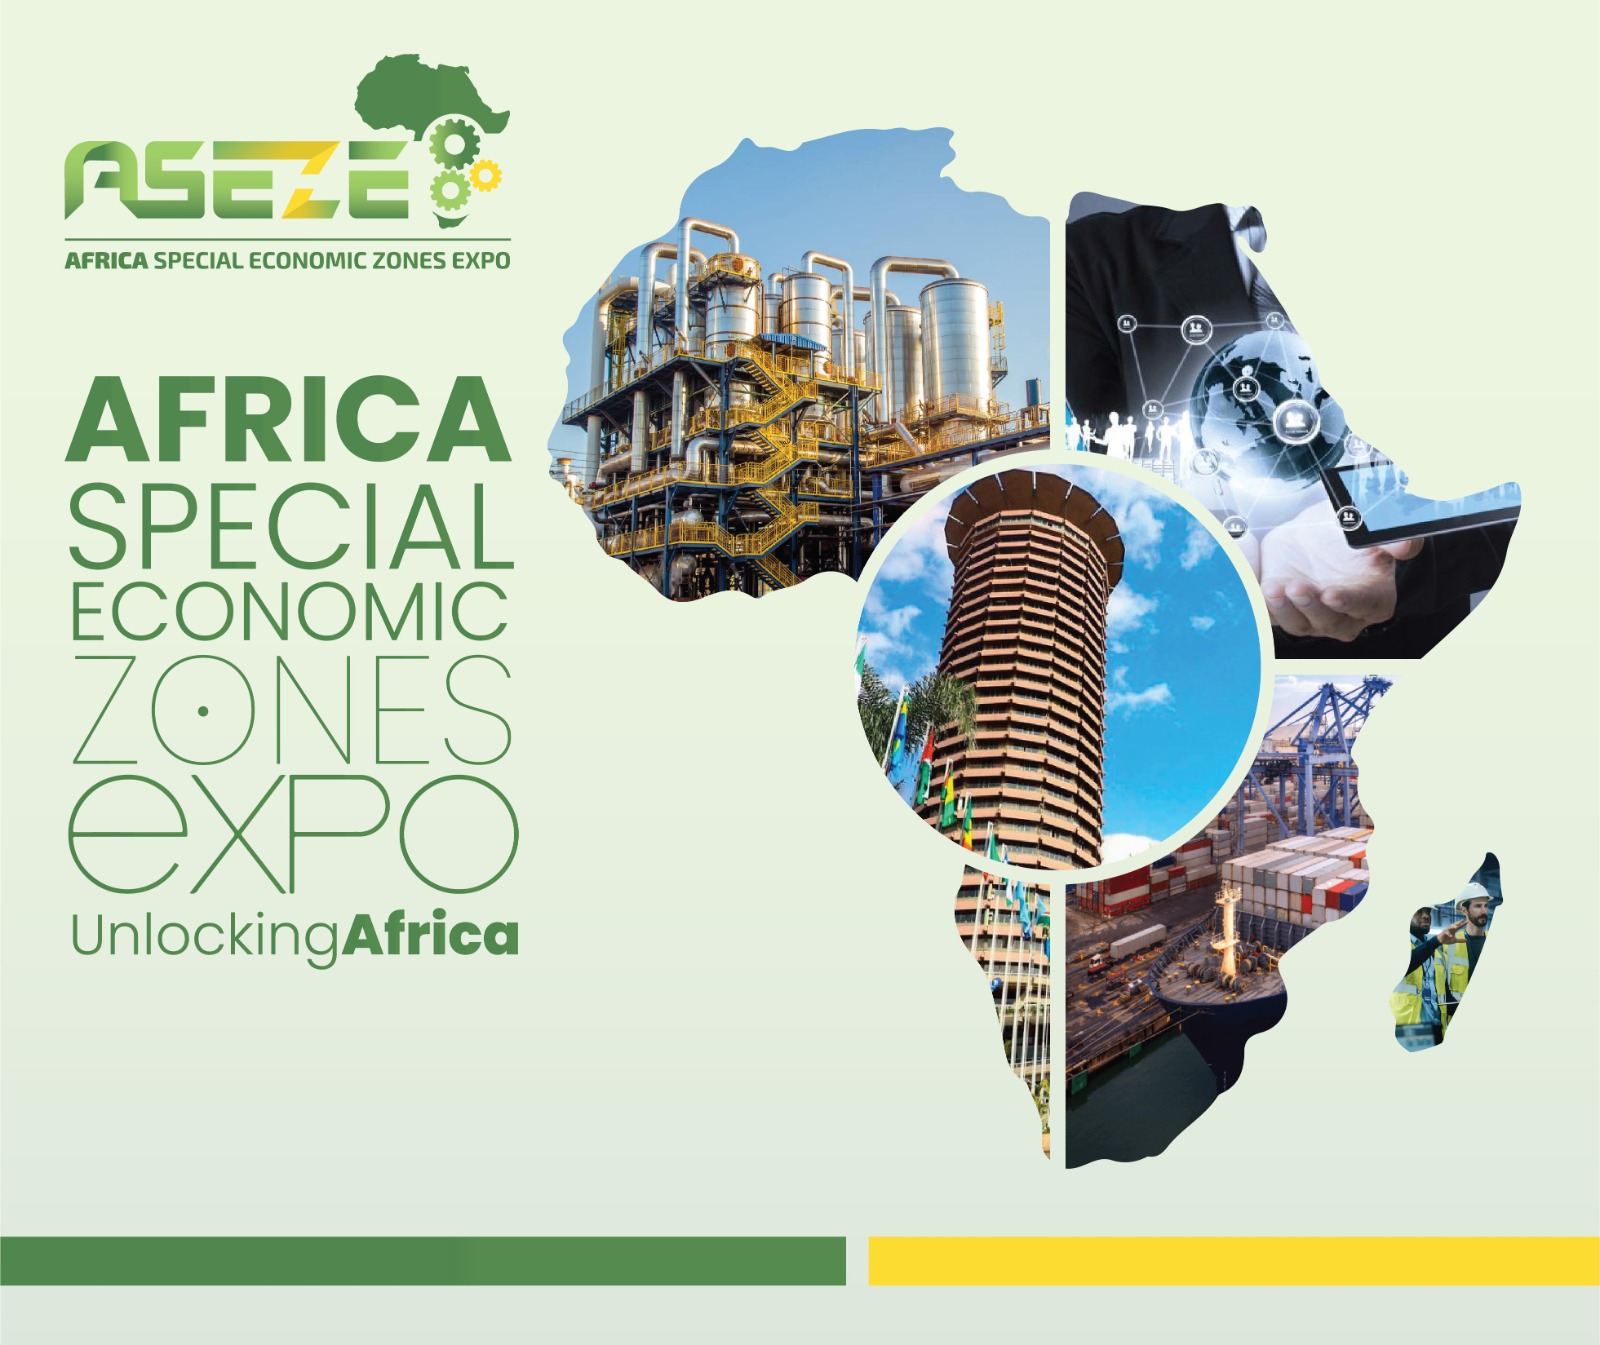 ASEZE
AFRICA SPECIAL ECONOMIC ZONES EXPO
AFRICA
SPECIAL
ECONOMIC
ZONES
eXPO
UnlockingAfrica